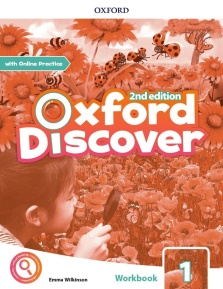 OXFORD
2nd edition
with Online Practice
Oxford
Discover
Emma Wilkinson
Workbook 1